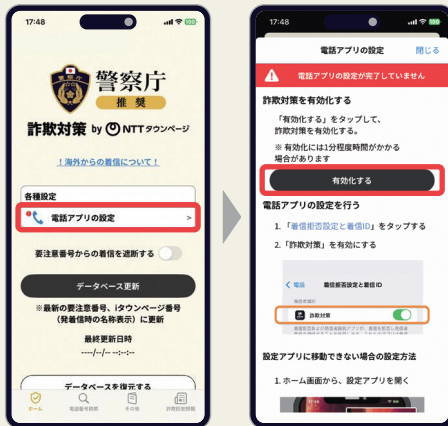 17:48
警察庁
推奨
詐欺対策 by NTT タウンページ
！海外からの着信について！
各種設定
電話アプリの設定 >
要注意番号からの着信を遮断する
データベース更新
※最新の要注意番号、iタウンページ番号
（発着信時の名称表示）に更新
最終更新日時
----/--/-- --:--:--
データベースを復元する
ホーム
電話番号検索
その他
詐欺防犯情報
17:48
電話アプリの設定
閉じる
電話アプリの設定が完了していません
詐欺対策を有効化する
「有効化する」をタップして、
詐欺対策を有効化する。
※ 有効化には1分程度時間がかかる
場合があります
有効化する
電話アプリの設定を行う
1. 「着信拒否設定と着信ID」をタップする
2. 「詐欺対策」を有効にする
< 電話 着信拒否設定と着信ID
詐欺対策
設定アプリに移動できない場合の設定方法
1. ホーム画面から、設定アプリを開く